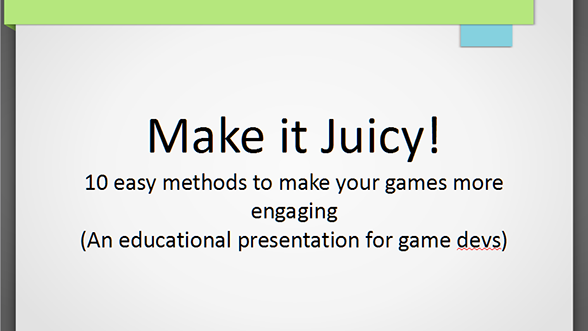 Make it Juicy!
10 easy methods to make your games more
engaging
(An educational presentation for game devs)